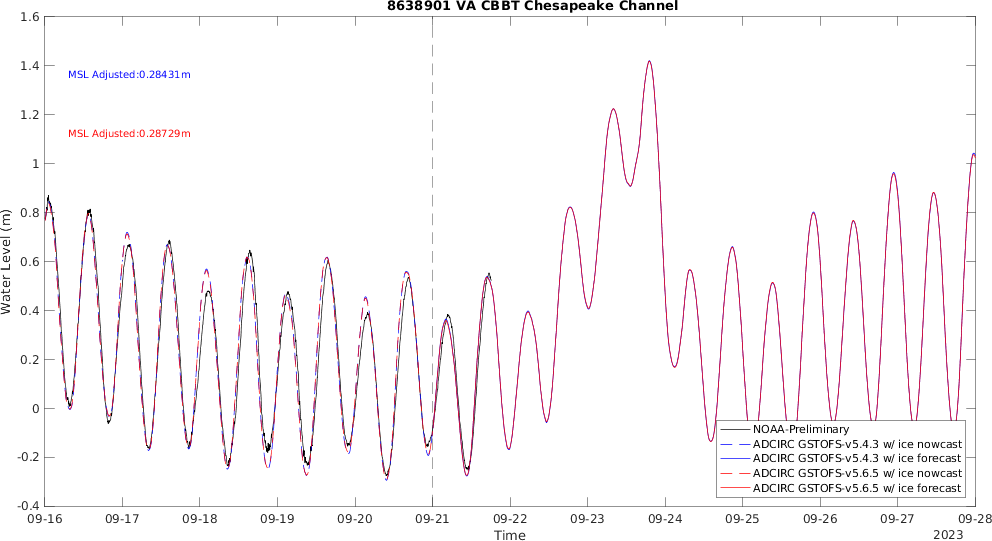 8638901 VA CBBT Chesapeake Channel
1.6
1.4
1.2
1
0.8
0.6
0.4
0.2
0
-0.2
-0.4
Water Level (m)
MSL Adjusted:0.28431m
MSL Adjusted:0.28729m
NOAA-Preliminary
ADCIRC GSTOFS-v5.4.3 w/ ice nowcast
ADCIRC GSTOFS-v5.4.3 w/ ice forecast
ADCIRC GSTOFS-v5.6.5 w/ ice nowcast
ADCIRC GSTOFS-v5.6.5 w/ ice forecast
09-16 09-17 09-18 09-19 09-20 09-21 09-22 09-23 09-24 09-25 09-26 09-27 09-28
Time
2023